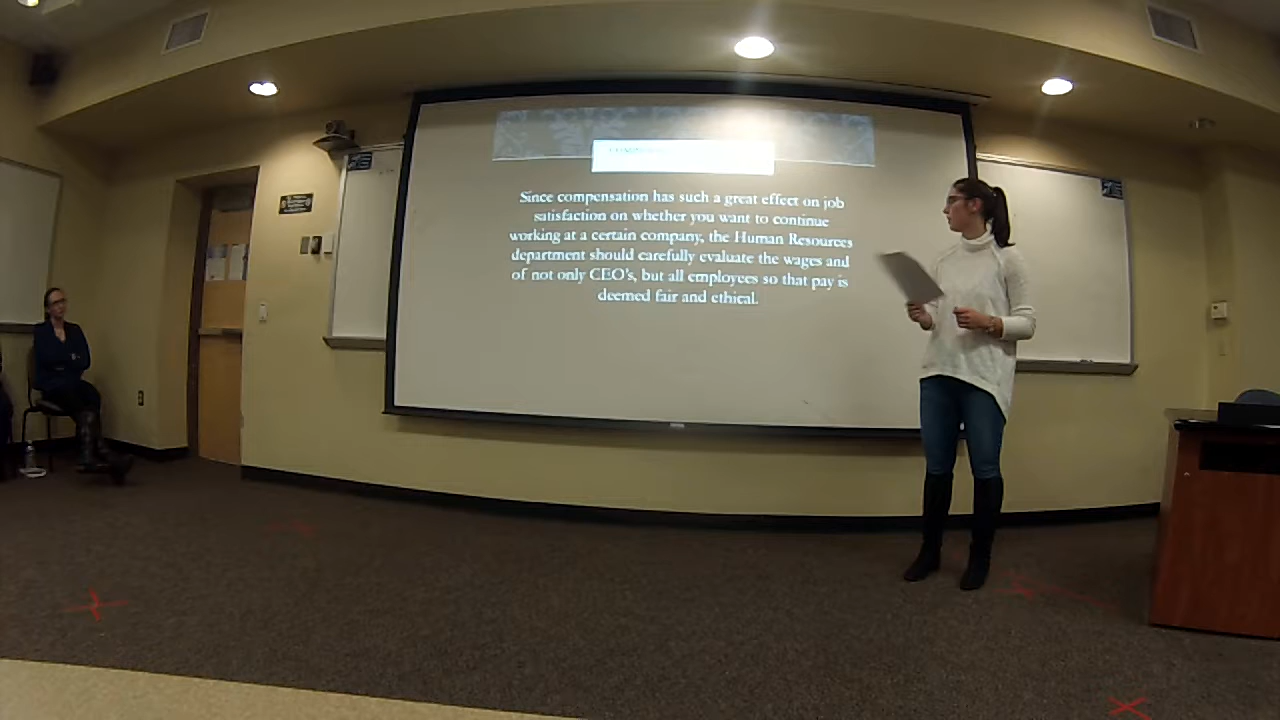 Since compensation has such a great effect on job
satisfaction on whether you want to continue
working at a certain company, the Human Resources
department should carefully evaluate the wages and
of not only CEO's, but all employees so that pay is
deemed fair and ethical.